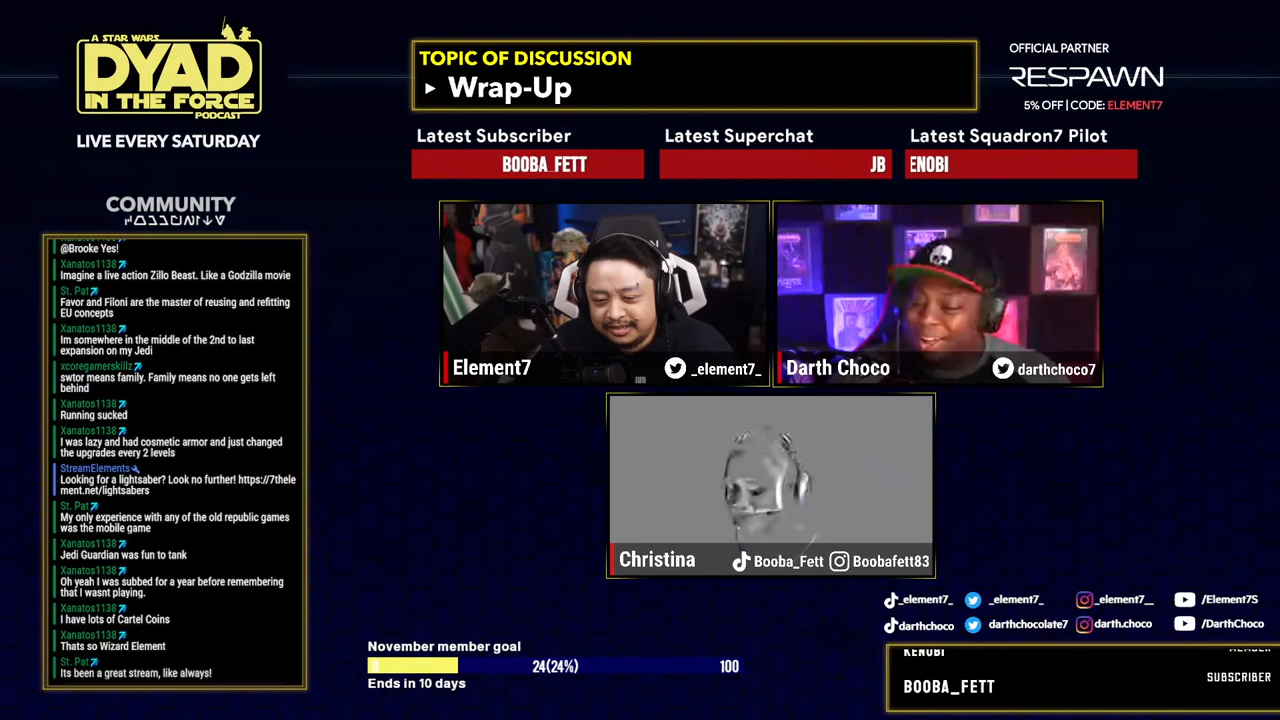 A STAR WARS
DYAD
IN THE FORCE
PODCAST
LIVE EVERY SATURDAY
TOPIC OF DISCUSSION
▸ Wrap-Up
OFFICIAL PARTNER
RESPAWN
5% OFF | CODE: ELEMENT7
Latest Subscriber
BOOBA_FETT
Latest Superchat
JB
Latest Squadron7 Pilot
ENOBI
COMMUNITY
@Brooke Yes!
Xanatos1138
Imagine a live action Zillo Beast. Like a Godzilla movie
St. Pat
Favor and Filoni are the master of reusing and refitting
EU concepts
Xanatos1138
Im somewhere in the middle of the 2nd to last
expansion on my Jedi
xcoregamerskillz
swtor means family. Family means no one gets left
behind
Xanatos1138
Running sucked
Xanatos1138
I was lazy and had cosmetic armor and just changed
the upgrades every 2 levels
StreamElements
Looking for a lightsaber? Look no further! https://7thele
ment.net/lightsabers
St. Pat
My only experience with any of the old republic games
was the mobile game
Xanatos1138
Jedi Guardian was fun to tank
Xanatos1138
Oh yeah I was subbed for a year before remembering
that I wasnt playing.
Xanatos1138
I have lots of Cartel Coins
Xanatos1138
Thats so Wizard Element
St. Pat
Its been a great stream, like always!
Element7
_element7_
Darth Choco
darthchoco7
Christina
Booba_Fett
Boobafett83
_element7_
_element7_
_element7__
/Element7S
darthchoco
darthchocolate7
darth.choco
/DarthChoco
November member goal
0
24(24%)
100
Ends in 10 days
KENOBI
MEMBER
BOOBA_FETT
SUBSCRIBER